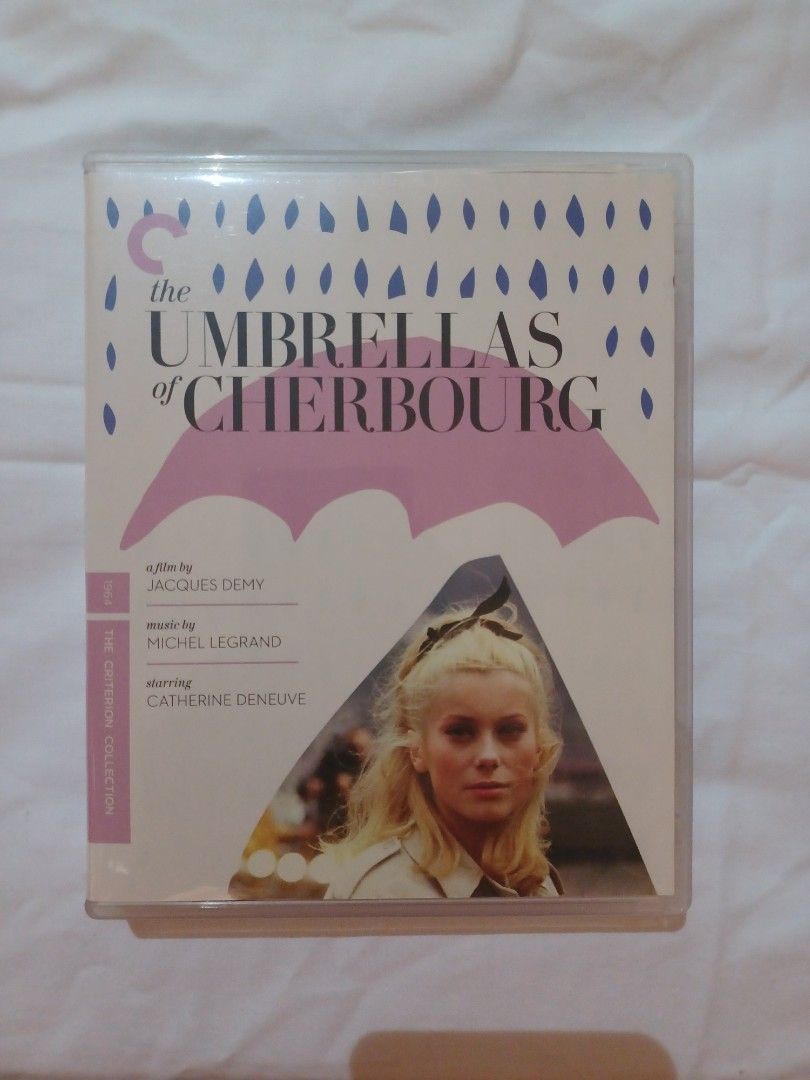 the
UMBRELLAS
of CHERBOURG
a film by
JACQUES DEMY
music by
MICHEL LEGRAND
starring
CATHERINE DENEUVE
1964
THE CRITERION COLLECTION